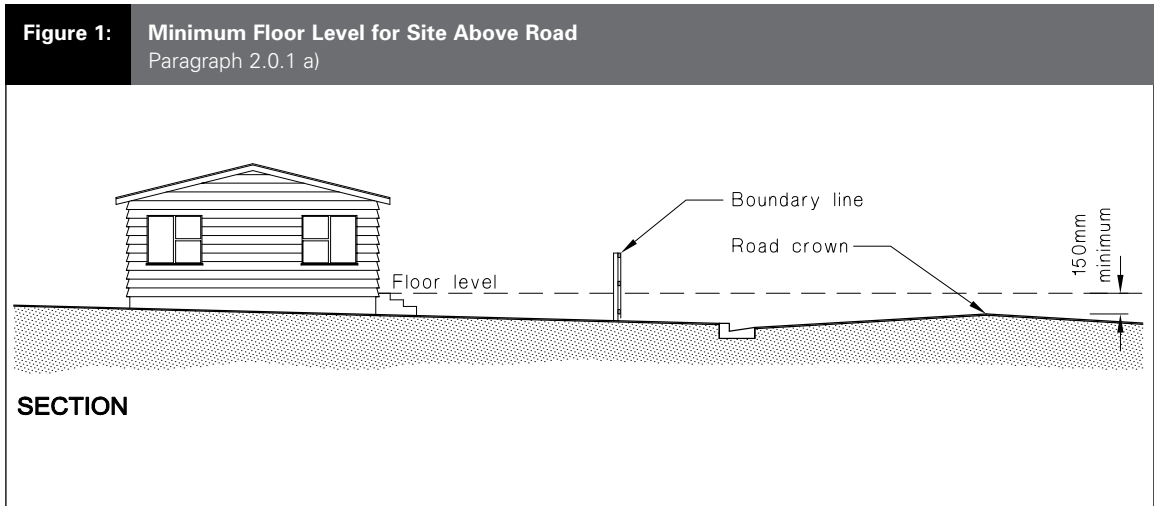 Figure 1:
Minimum Floor Level for Site Above Road
Paragraph 2.0.1 a)
Boundary line
Road crown
150mm
minimum
Floor level
SECTION